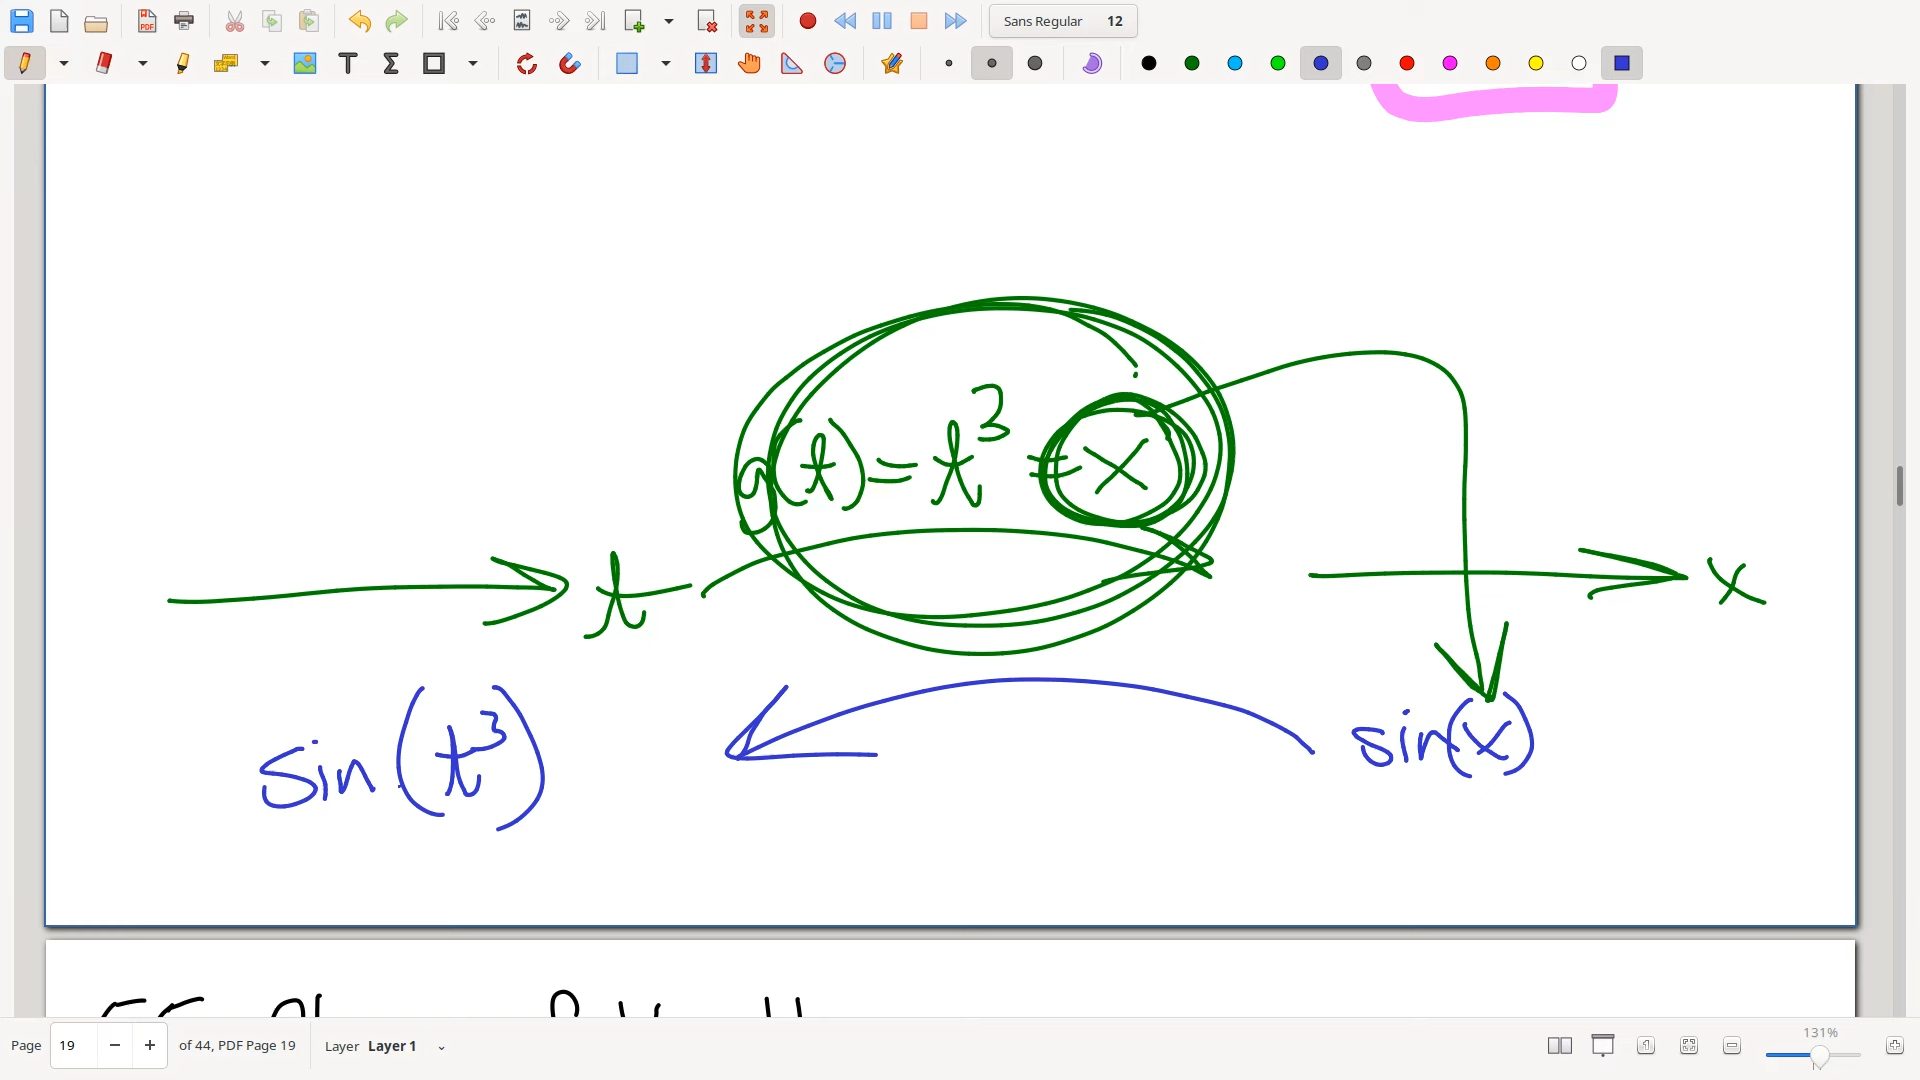 Sans Regular 12
g(t) = t³ = x
t x
sin(t³) sin(x)
Page 19 − + of 44, PDF Page 19 Layer Layer 1 131%